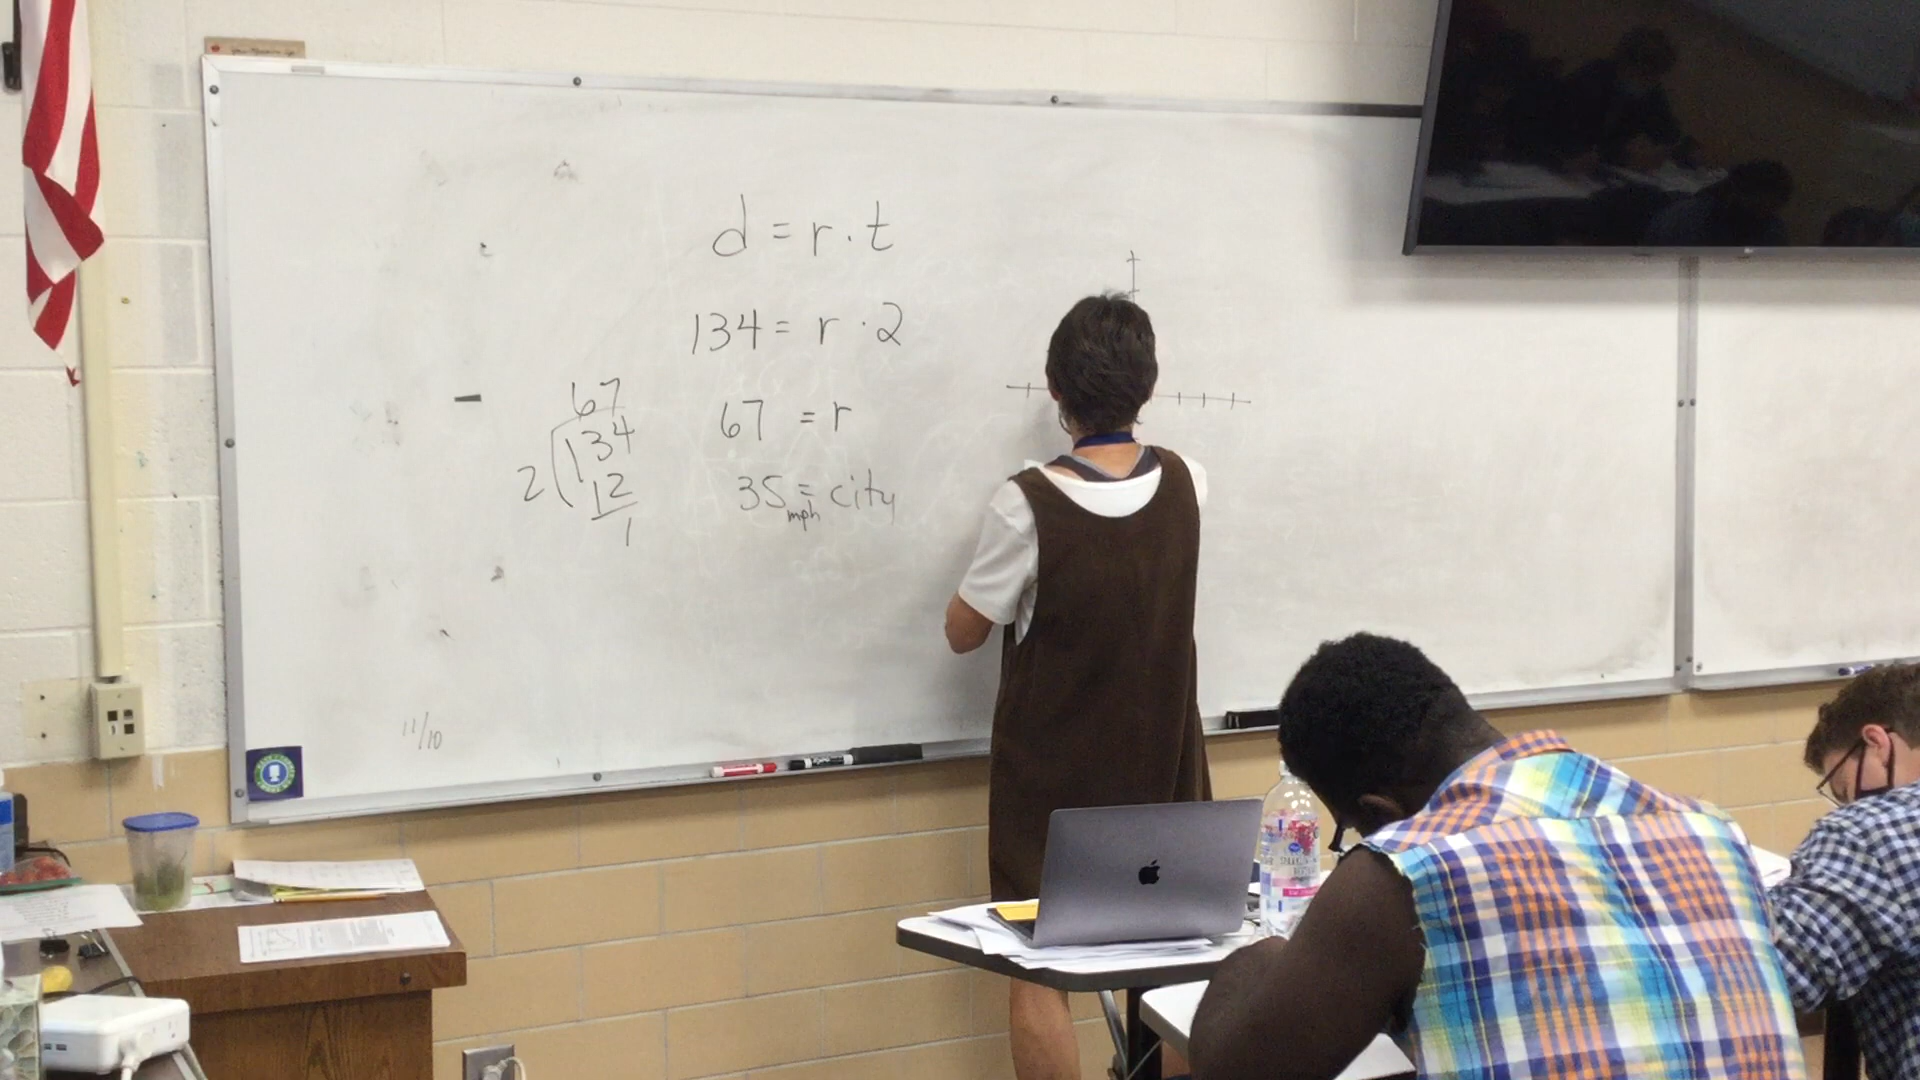 d = r · t
134 = r · 2
67 = r
35 = city
mph
67
2 134
12
1
11/10